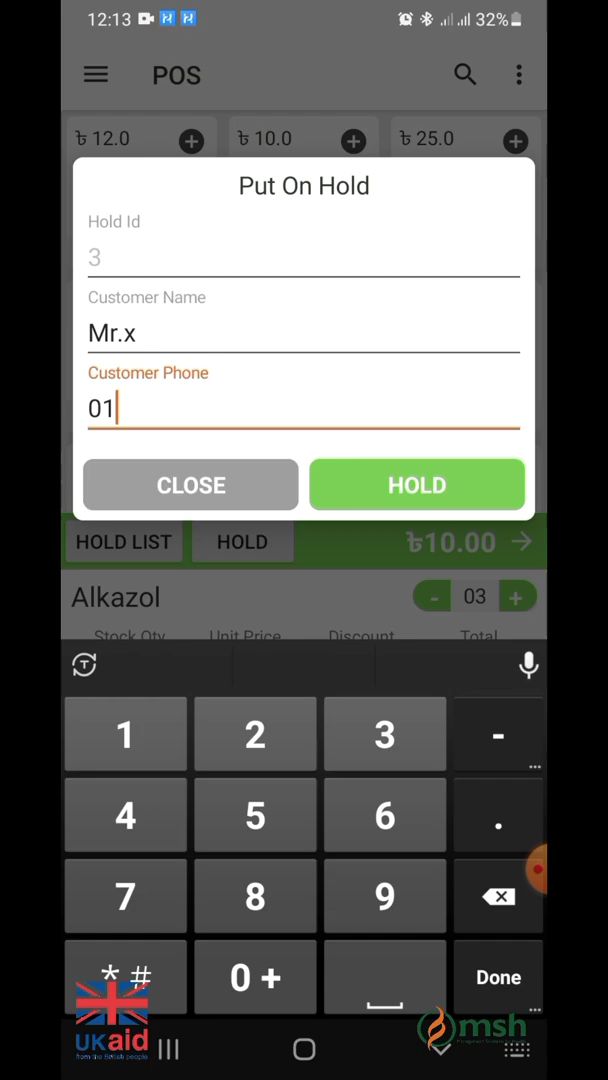 12:13 32%
POS
৳ 12.0 ৳ 10.0 ৳ 25.0
Put On Hold
Hold Id
3
Customer Name
Mr.x
Customer Phone
01
CLOSE HOLD
HOLD LIST HOLD ৳10.00
Alkazol - 03 +
Stock Qty Unit Price Discount Total
1 2 3 -
4 5 6 .
7 8 9
* # 0 + Done
UKaid
from the British people
msh